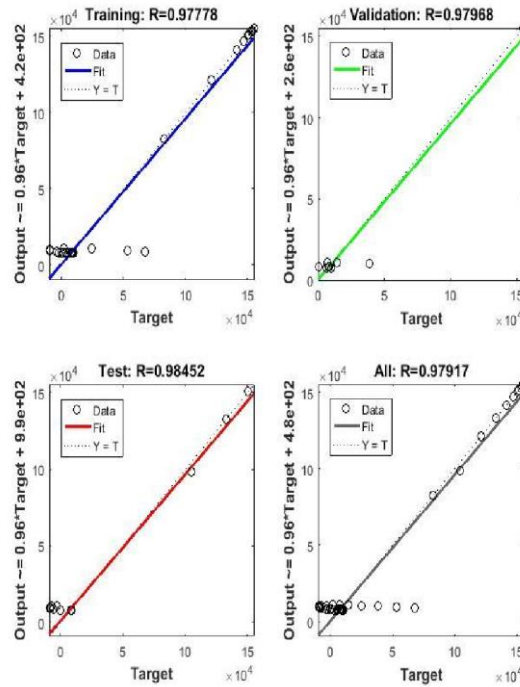 Training: R=0.97778
×10⁴
Output ~= 0.96*Target + 4.2e+02
15
10
5
0
Data
Fit
Y = T
0
5
10
15
Target
×10⁴
Validation: R=0.97968
×10⁴
Output ~= 0.96*Target + 2.6e+02
15
10
5
0
Data
Fit
Y = T
0
5
10
15
Target
×10⁴
Test: R=0.98452
×10⁴
Output ~= 0.96*Target + 9.9e+02
15
10
5
0
Data
Fit
Y = T
0
5
10
15
Target
×10⁴
All: R=0.97917
×10⁴
Output ~= 0.96*Target + 4.8e+02
15
10
5
0
Data
Fit
Y = T
0
5
10
15
Target
×10⁴